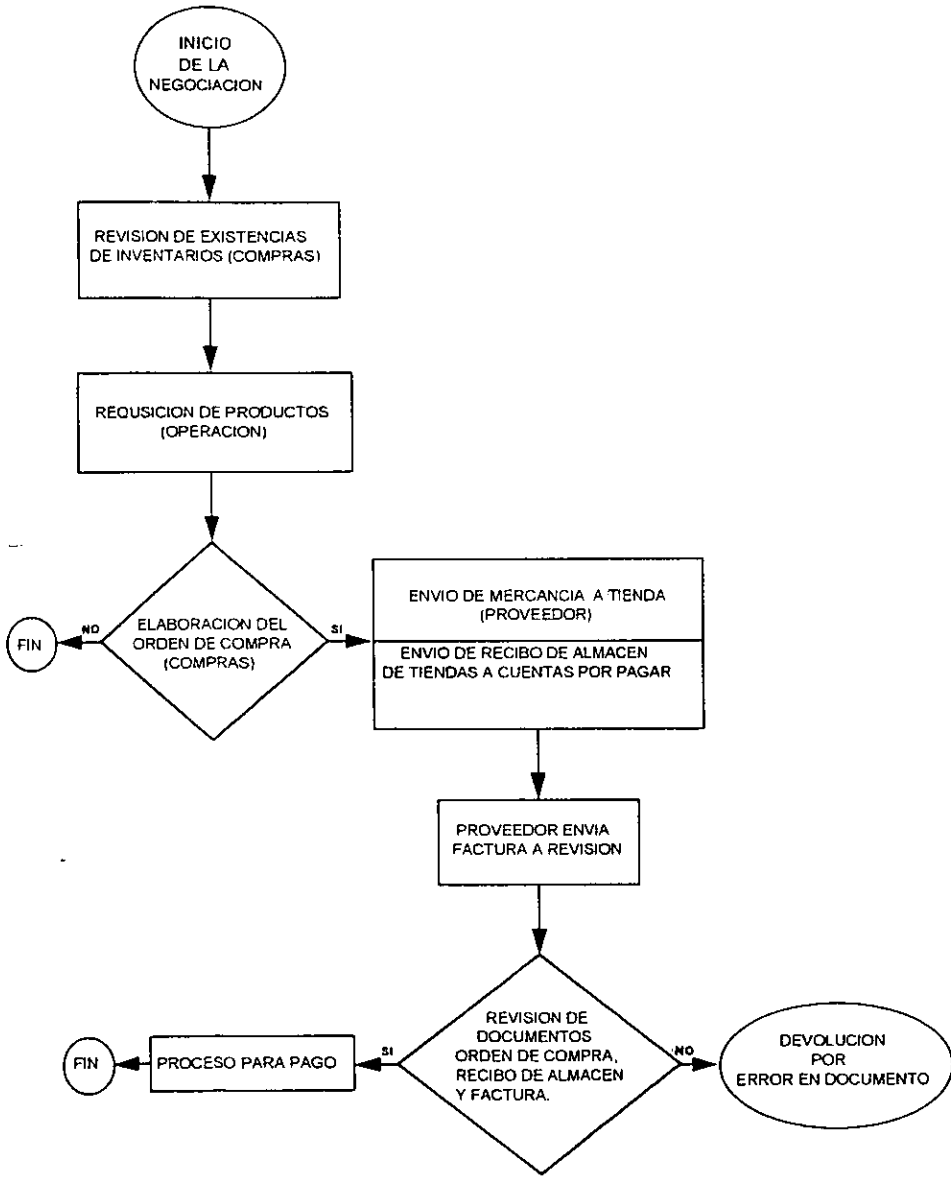 INICIO
DE LA
NEGOCIACION
REVISION DE EXISTENCIAS
DE INVENTARIOS (COMPRAS)
REQUSICION DE PRODUCTOS
(OPERACION)
FIN
NO
ELABORACION DEL
ORDEN DE COMPRA
(COMPRAS)
SI
ENVIO DE MERCANCIA A TIENDA
(PROVEEDOR)
ENVIO DE RECIBO DE ALMACEN
DE TIENDAS A CUENTAS POR PAGAR
PROVEEDOR ENVIA
FACTURA A REVISION
FIN
PROCESO PARA PAGO
SI
REVISION DE
DOCUMENTOS
ORDEN DE COMPRA,
RECIBO DE ALMACEN
Y FACTURA.
NO
DEVOLUCION
POR
ERROR EN DOCUMENTO